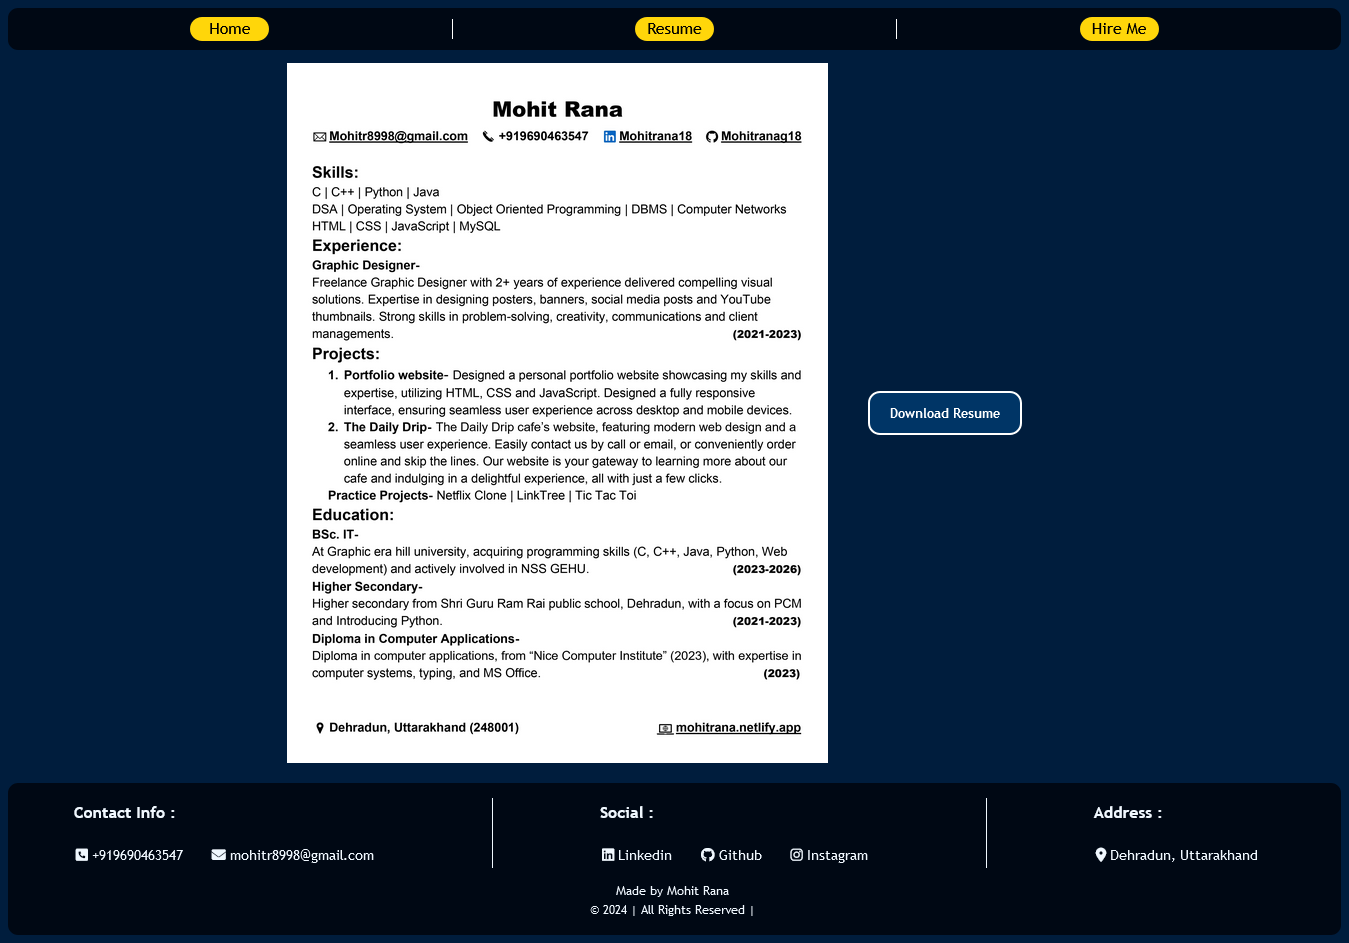 Home
Resume
Hire Me
Mohit Rana
Mohitr8998@gmail.com +919690463547 Mohitrana18 Mohitranag18
Skills:
C | C++ | Python | Java
DSA | Operating System | Object Oriented Programming | DBMS | Computer Networks
HTML | CSS | JavaScript | MySQL
Experience:
Graphic Designer-
Freelance Graphic Designer with 2+ years of experience delivered compelling visual
solutions. Expertise in designing posters, banners, social media posts and YouTube
thumbnails. Strong skills in problem-solving, creativity, communications and client
managements. (2021-2023)
Projects:
1. Portfolio website- Designed a personal portfolio website showcasing my skills and
expertise, utilizing HTML, CSS and JavaScript. Designed a fully responsive
interface, ensuring seamless user experience across desktop and mobile devices.
2. The Daily Drip- The Daily Drip cafe's website, featuring modern web design and a
seamless user experience. Easily contact us by call or email, or conveniently order
online and skip the lines. Our website is your gateway to learning more about our
cafe and indulging in a delightful experience, all with just a few clicks.
Practice Projects- Netflix Clone | LinkTree | Tic Tac Toi
Education:
BSc. IT-
At Graphic era hill university, acquiring programming skills (C, C++, Java, Python, Web
development) and actively involved in NSS GEHU. (2023-2026)
Higher Secondary-
Higher secondary from Shri Guru Ram Rai public school, Dehradun, with a focus on PCM
and Introducing Python. (2021-2023)
Diploma in Computer Applications-
Diploma in computer applications, from “Nice Computer Institute” (2023), with expertise in
computer systems, typing, and MS Office. (2023)
Dehradun, Uttarakhand (248001) mohitrana.netlify.app
Download Resume
Contact Info :
+919690463547 mohitr8998@gmail.com
Social :
Linkedin Github Instagram
Address :
Dehradun, Uttarakhand
Made by Mohit Rana
© 2024 | All Rights Reserved |